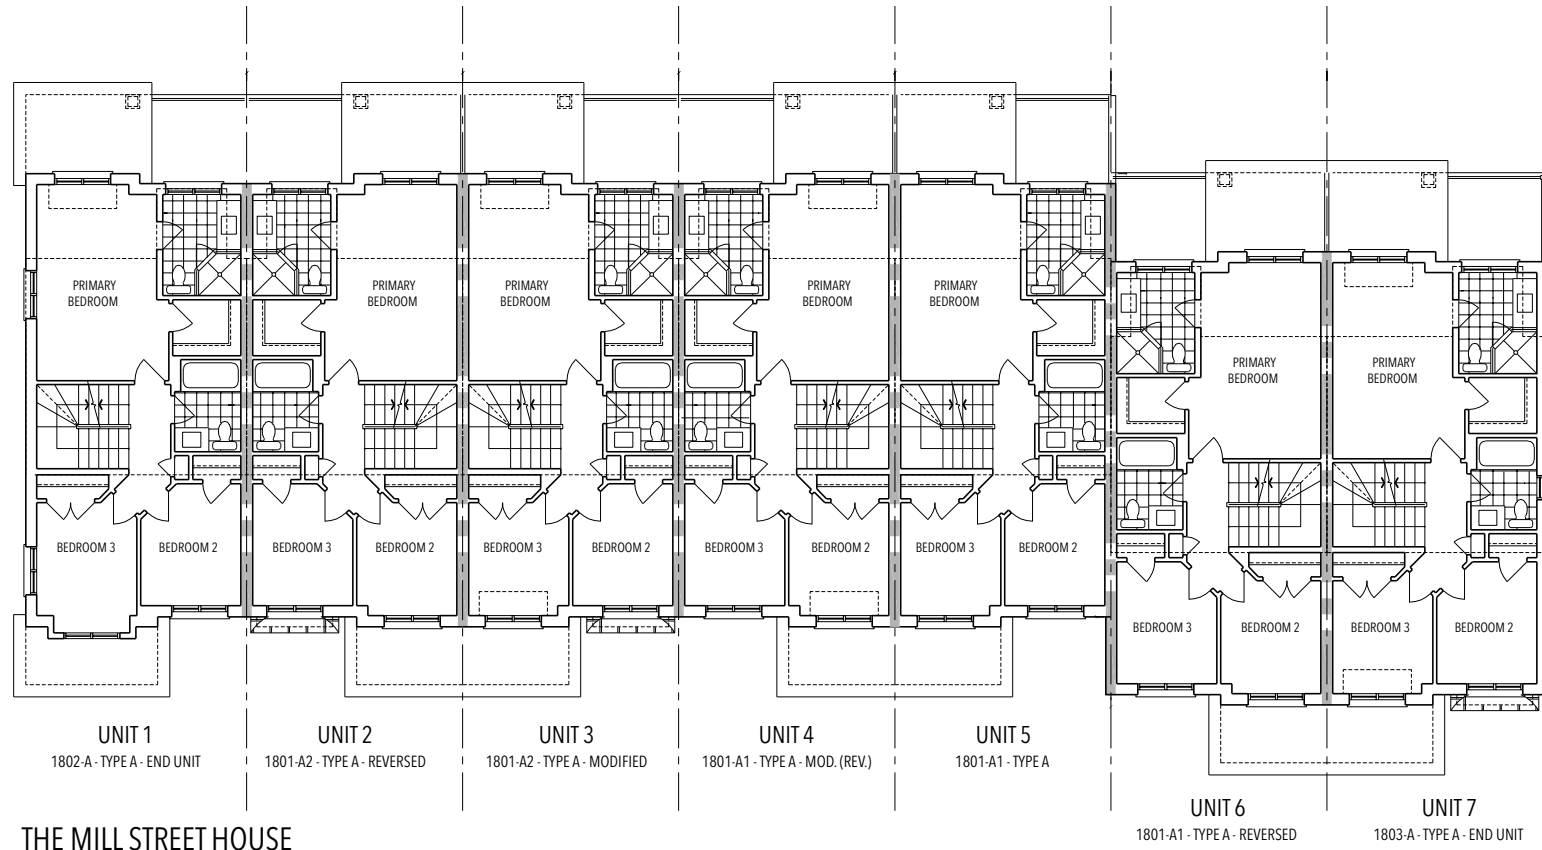 PRIMARY
BEDROOM
PRIMARY
BEDROOM
PRIMARY
BEDROOM
PRIMARY
BEDROOM
PRIMARY
BEDROOM
PRIMARY
BEDROOM
PRIMARY
BEDROOM
BEDROOM 3
BEDROOM 2
BEDROOM 3
BEDROOM 2
BEDROOM 3
BEDROOM 2
BEDROOM 3
BEDROOM 2
BEDROOM 3
BEDROOM 2
BEDROOM 3
BEDROOM 2
BEDROOM 3
BEDROOM 2
UNIT 1
1802-A - TYPE A - END UNIT
UNIT 2
1801-A2 - TYPE A - REVERSED
UNIT 3
1801-A2 - TYPE A - MODIFIED
UNIT 4
1801-A1 - TYPE A - MOD. (REV.)
UNIT 5
1801-A1 - TYPE A
UNIT 6
1801-A1 - TYPE A - REVERSED
UNIT 7
1803-A - TYPE A - END UNIT
THE MILL STREET HOUSE